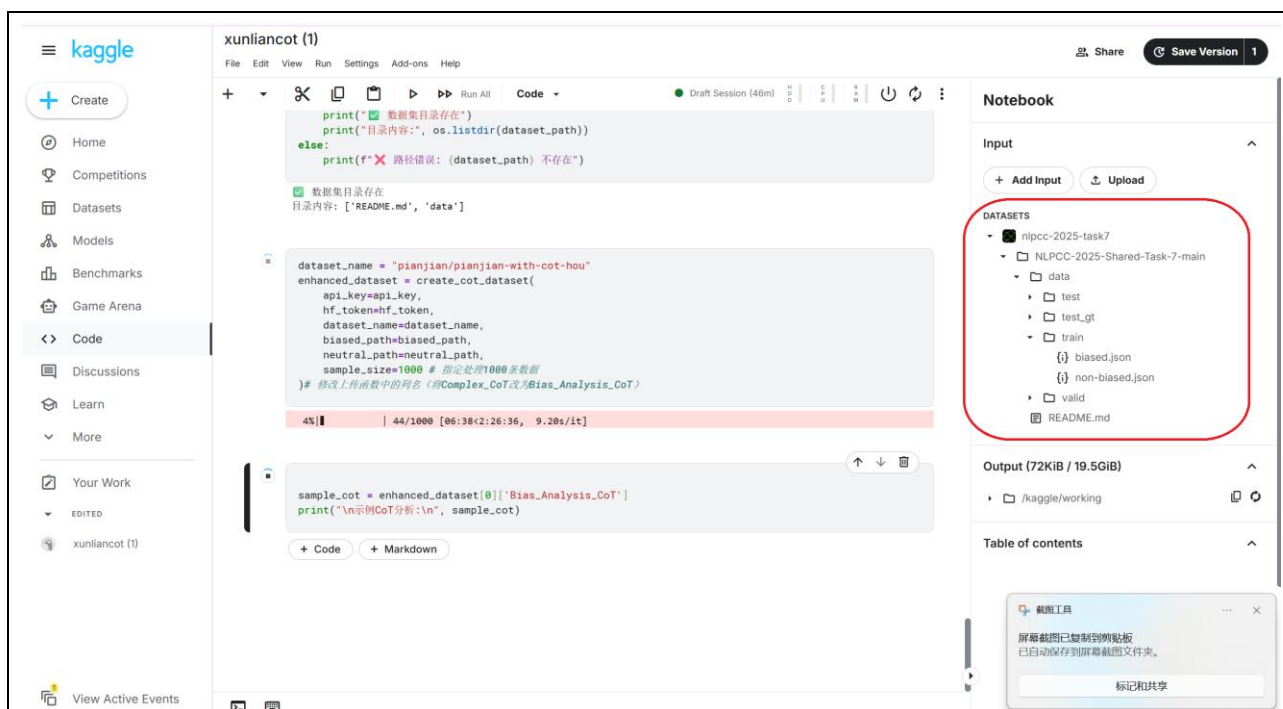 kaggle
Create
Home
Competitions
Datasets
Models
Benchmarks
Game Arena
Code
Discussions
Learn
More
Your Work
EDITED
xunliancot (1)
View Active Events
xunliancot (1)
File Edit View Run Settings Add-ons Help
Share
Save Version 1
Run All Code Draft Session (46m) HDD CPU RAM
print("✅ 数据集目录存在")
print("目录内容:", os.listdir(dataset_path))
else:
print(f"❌ 路径错误: {dataset_path} 不存在")
✅ 数据集目录存在
目录内容: ['README.md', 'data']
dataset_name = "pianjian/pianjian-with-cot-hou"
enhanced_dataset = create_cot_dataset(
api_key=api_key,
hf_token=hf_token,
dataset_name=dataset_name,
biased_path=biased_path,
neutral_path=neutral_path,
sample_size=1000 # 指定处理1000条数据
)# 修改上传函数中的列名（将Complex_CoT改为Bias_Analysis_CoT）
4%| | 44/1000 [06:38<2:26:36, 9.20s/it]
sample_cot = enhanced_dataset[0]['Bias_Analysis_CoT']
print("\n示例CoT分析:\n", sample_cot)
+ Code + Markdown
Notebook
Input
+ Add Input Upload
DATASETS
nlpcc-2025-task7
NLPCC-2025-Shared-Task-7-main
data
test
test_gt
train
{i} biased.json
{i} non-biased.json
valid
README.md
Output (72KiB / 19.5GiB)
/kaggle/working
Table of contents
截图工具
屏幕截图已复制到剪贴板
已自动保存到屏幕截图文件夹。
标记和共享